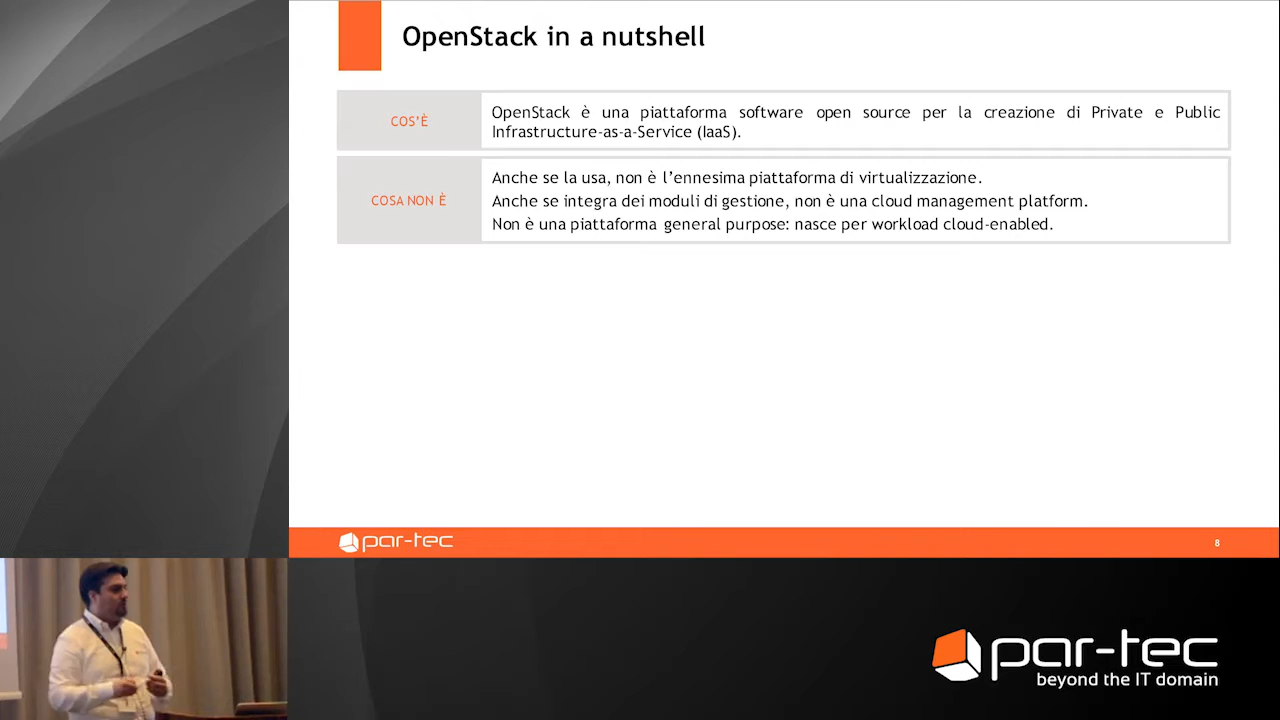 OpenStack in a nutshell
COS'È
OpenStack è una piattaforma software open source per la creazione di Private e Public
Infrastructure-as-a-Service (IaaS).
COSA NON È
Anche se la usa, non è l'ennesima piattaforma di virtualizzazione.
Anche se integra dei moduli di gestione, non è una cloud management platform.
Non è una piattaforma general purpose: nasce per workload cloud-enabled.
par-tec
8
par-tec
beyond the IT domain